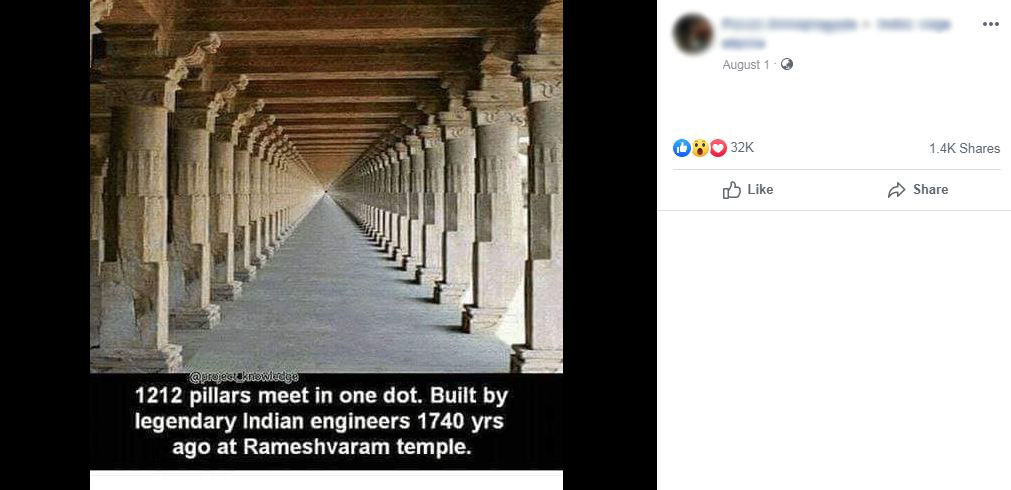 @project_knowledge
1212 pillars meet in one dot. Built by
legendary Indian engineers 1740 yrs
ago at Rameshvaram temple.
August 1 ·
32K
1.4K Shares
Like
Share